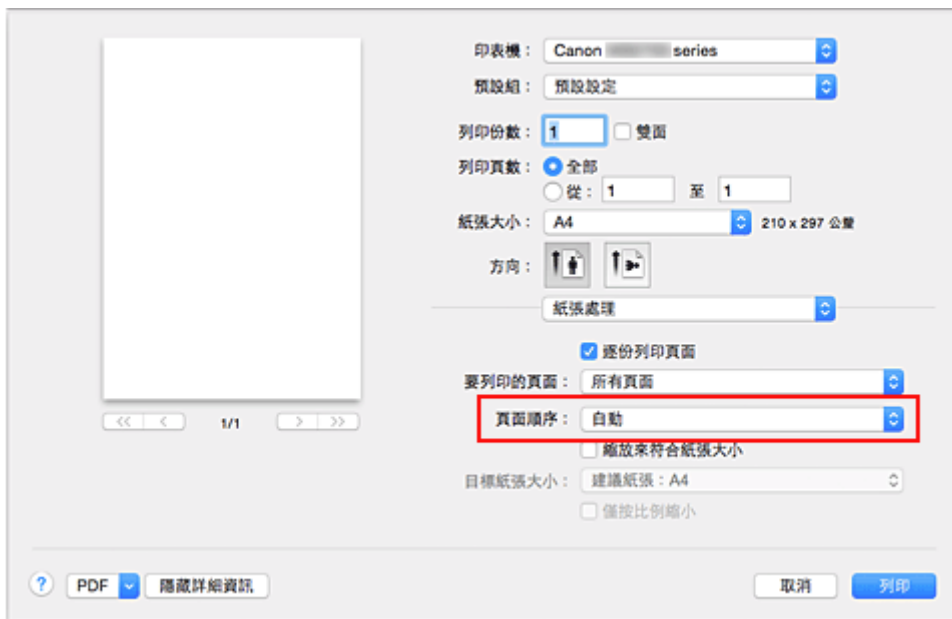 印表機： Canon series
預設組： 預設設定
列印份數： 1 雙面
列印頁數： 全部
從： 1 至 1
紙張大小： A4 210 x 297 公釐
方向：
紙張處理
逐份列印頁面
要列印的頁面： 所有頁面
頁面順序： 自動
縮放來符合紙張大小
目標紙張大小： 建議紙張：A4
僅按比例縮小
1/1
? PDF 隱藏詳細資訊 取消 列印